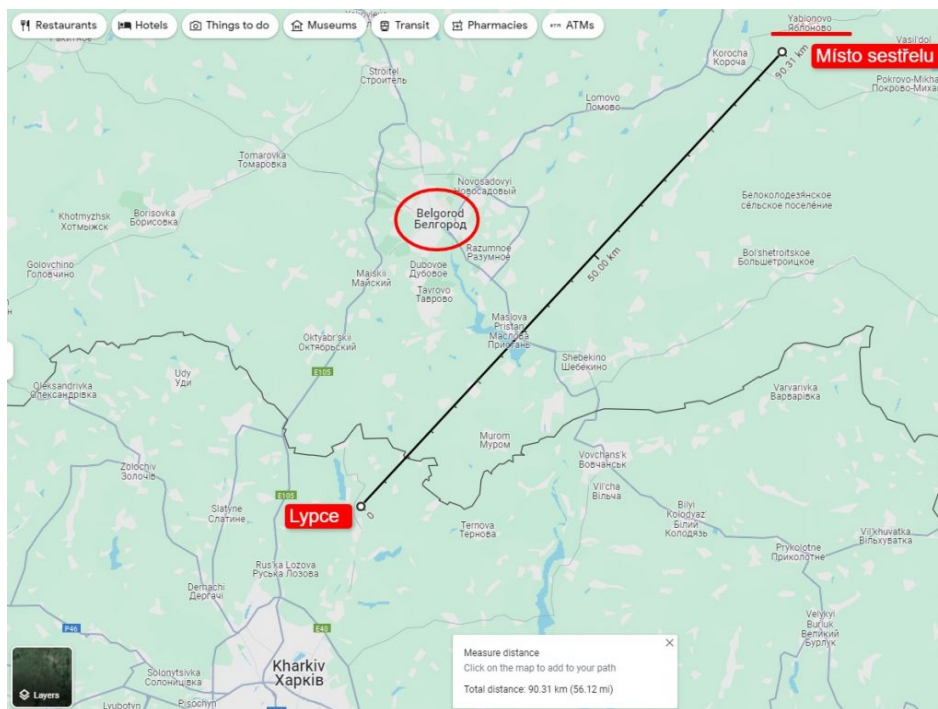 Restaurants
Hotels
Things to do
Museums
Transit
Pharmacies
ATMs
Yablonovo
Яблоново
Vasil'dol
Korocha
Короча
90.31 km
Místo sestřelu
Stroitel
Строитель
Pokrovo-Mikha
Покрово-Миха
Lomovo
Ломово
Tomarovka
Томаровка
Novosadovyi
Новосадовый
Belgorod
Белгород
Белоколодезянское
сельское поселение
Khotmyzhsk
Хотмыжск
Borisovka
Борисовка
Razumnoe
Разумное
Bol'shetroitskoe
Большетроицкое
Golovchino
Головчино
Maiskii
Майский
Dubovoe
Дубовое
50.00 km
Tavrovo
Таврово
Maslova
Pristan'
Маслова
Пристань
Oktyabr'skii
Октябрьский
Shebekino
Шебекино
E105
Udy
Уди
Oleksandrivka
Олександрівка
Varvarivka
Варварівка
Murom
Муром
Vovchans'k
Вовчанськ
Zolochiv
Золочів
Vil'cha
Вільча
E105
Lypce
0
Slatyne
Слатине
Bilyi
Kolodyaz'
Білий
Колодязь
Ternova
Тернова
Vil'khuvatka
Вільхуватка
Prykolotne
Приколотне
Rus'ka Lozova
Руська Лозова
Derhachi
Дергачі
Velykyi
Burluk
Великий
Бурлук
P46
E40
Measure distance
Click on the map to add to your path
Total distance: 90.31 km (56.12 mi)
Kharkiv
Харків
Solonytsivka
Солоницівка
Layers
Lyubotyn
Pisochyn